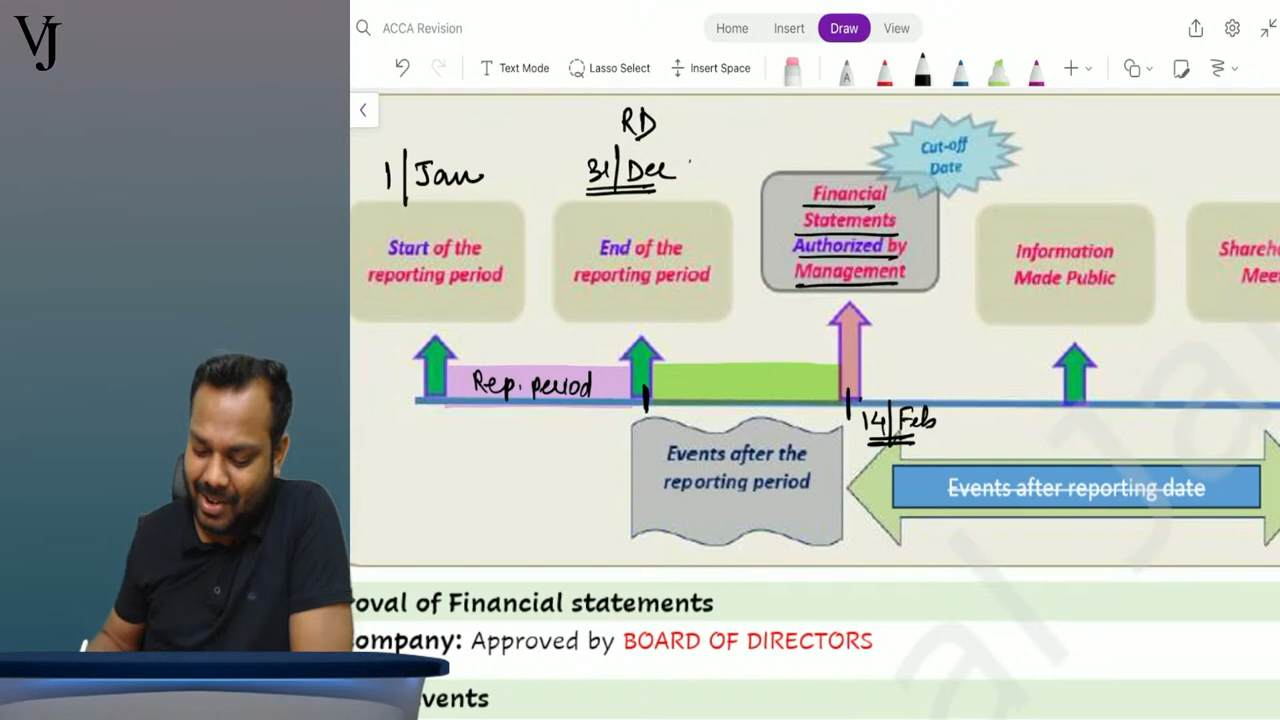 VJ
ACCA Revision
Home Insert Draw View
Text Mode Lasso Select Insert Space
RD
1/Jan
31/Dec
Cut-off
Date
Start of the
reporting period
End of the
reporting period
Financial
Statements
Authorized by
Management
Information
Made Public
Shareh
Mee
Rep. period
14/Feb
Events after the
reporting period
Events after reporting date
oval of Financial statements
ompany: Approved by BOARD OF DIRECTORS
vents